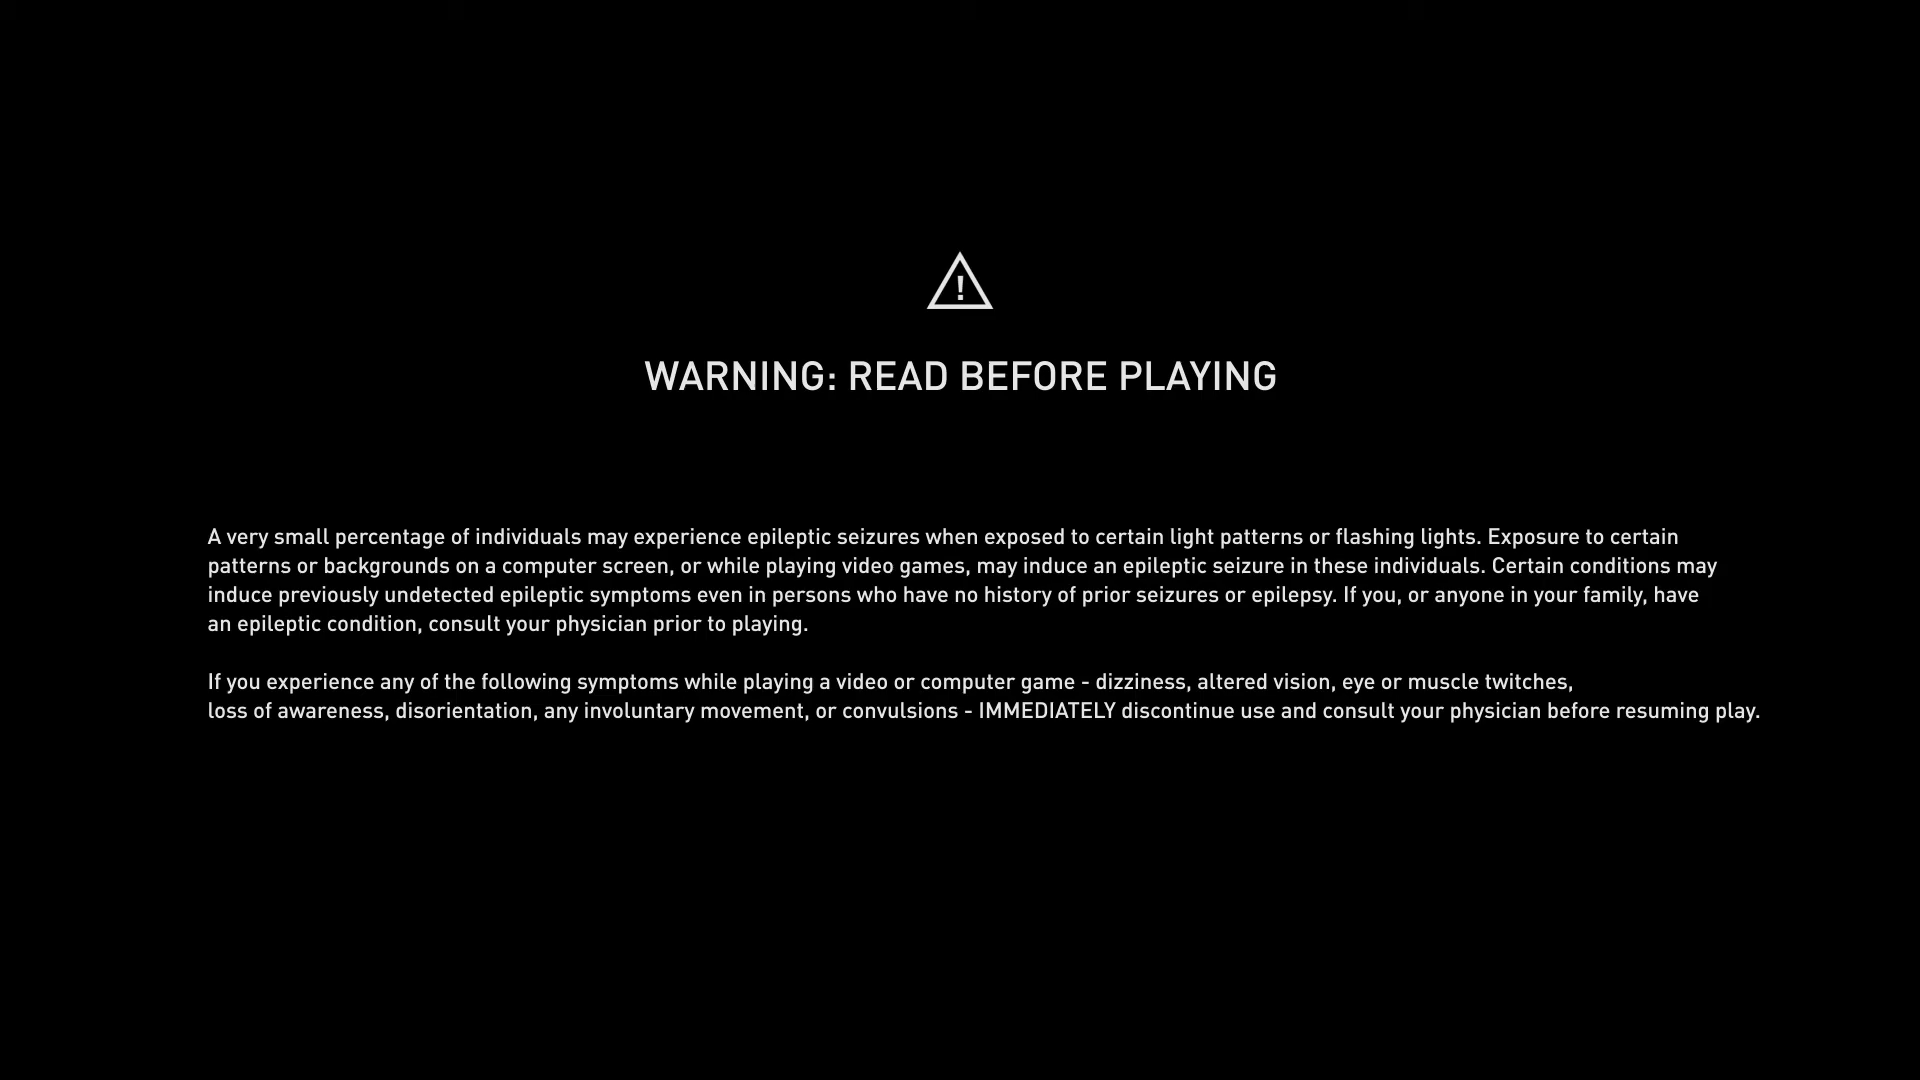 !
WARNING: READ BEFORE PLAYING
A very small percentage of individuals may experience epileptic seizures when exposed to certain light patterns or flashing lights. Exposure to certain
patterns or backgrounds on a computer screen, or while playing video games, may induce an epileptic seizure in these individuals. Certain conditions may
induce previously undetected epileptic symptoms even in persons who have no history of prior seizures or epilepsy. If you, or anyone in your family, have
an epileptic condition, consult your physician prior to playing.
If you experience any of the following symptoms while playing a video or computer game - dizziness, altered vision, eye or muscle twitches,
loss of awareness, disorientation, any involuntary movement, or convulsions - IMMEDIATELY discontinue use and consult your physician before resuming play.